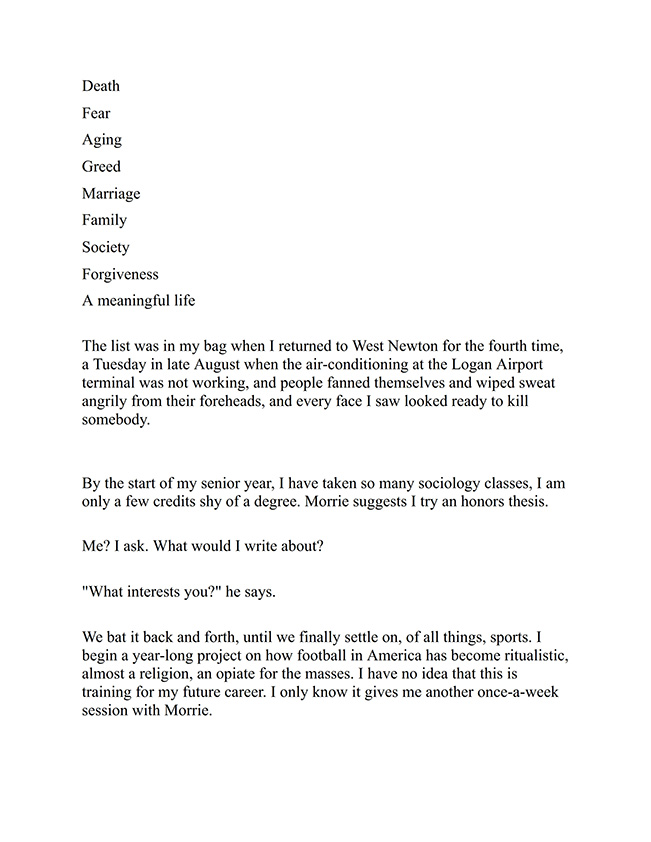 Death
Fear
Aging
Greed
Marriage
Family
Society
Forgiveness
A meaningful life
The list was in my bag when I returned to West Newton for the fourth time,
a Tuesday in late August when the air-conditioning at the Logan Airport
terminal was not working, and people fanned themselves and wiped sweat
angrily from their foreheads, and every face I saw looked ready to kill
somebody.
By the start of my senior year, I have taken so many sociology classes, I am
only a few credits shy of a degree. Morrie suggests I try an honors thesis.
Me? I ask. What would I write about?
"What interests you?" he says.
We bat it back and forth, until we finally settle on, of all things, sports. I
begin a year-long project on how football in America has become ritualistic,
almost a religion, an opiate for the masses. I have no idea that this is
training for my future career. I only know it gives me another once-a-week
session with Morrie.